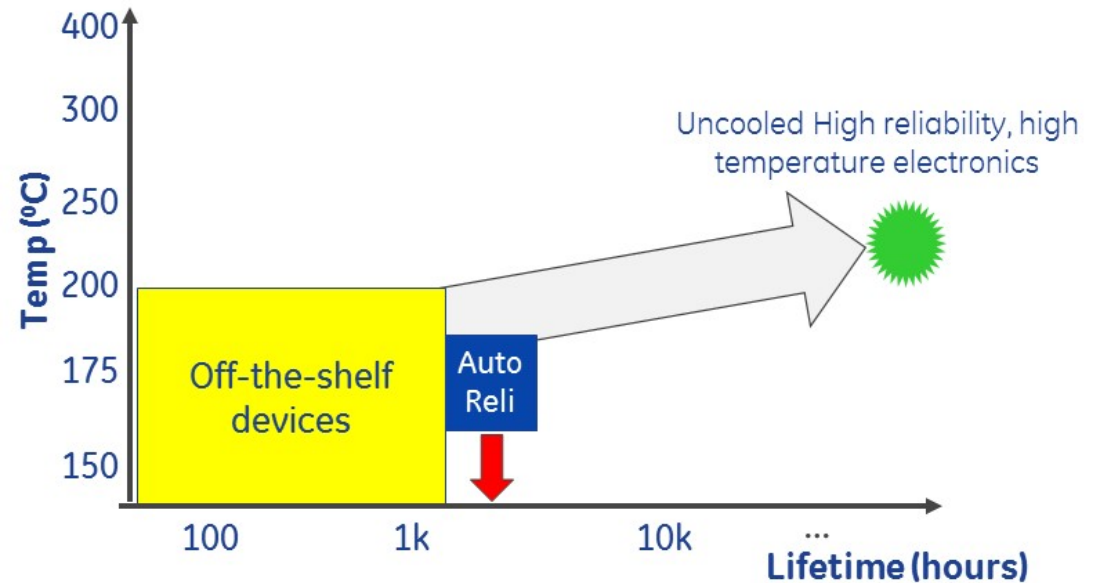 400
300
250
200
175
150
Temp (ºC)
Uncooled High reliability, high
temperature electronics
Off-the-shelf
devices
Auto
Reli
100
1k
10k
...
Lifetime (hours)